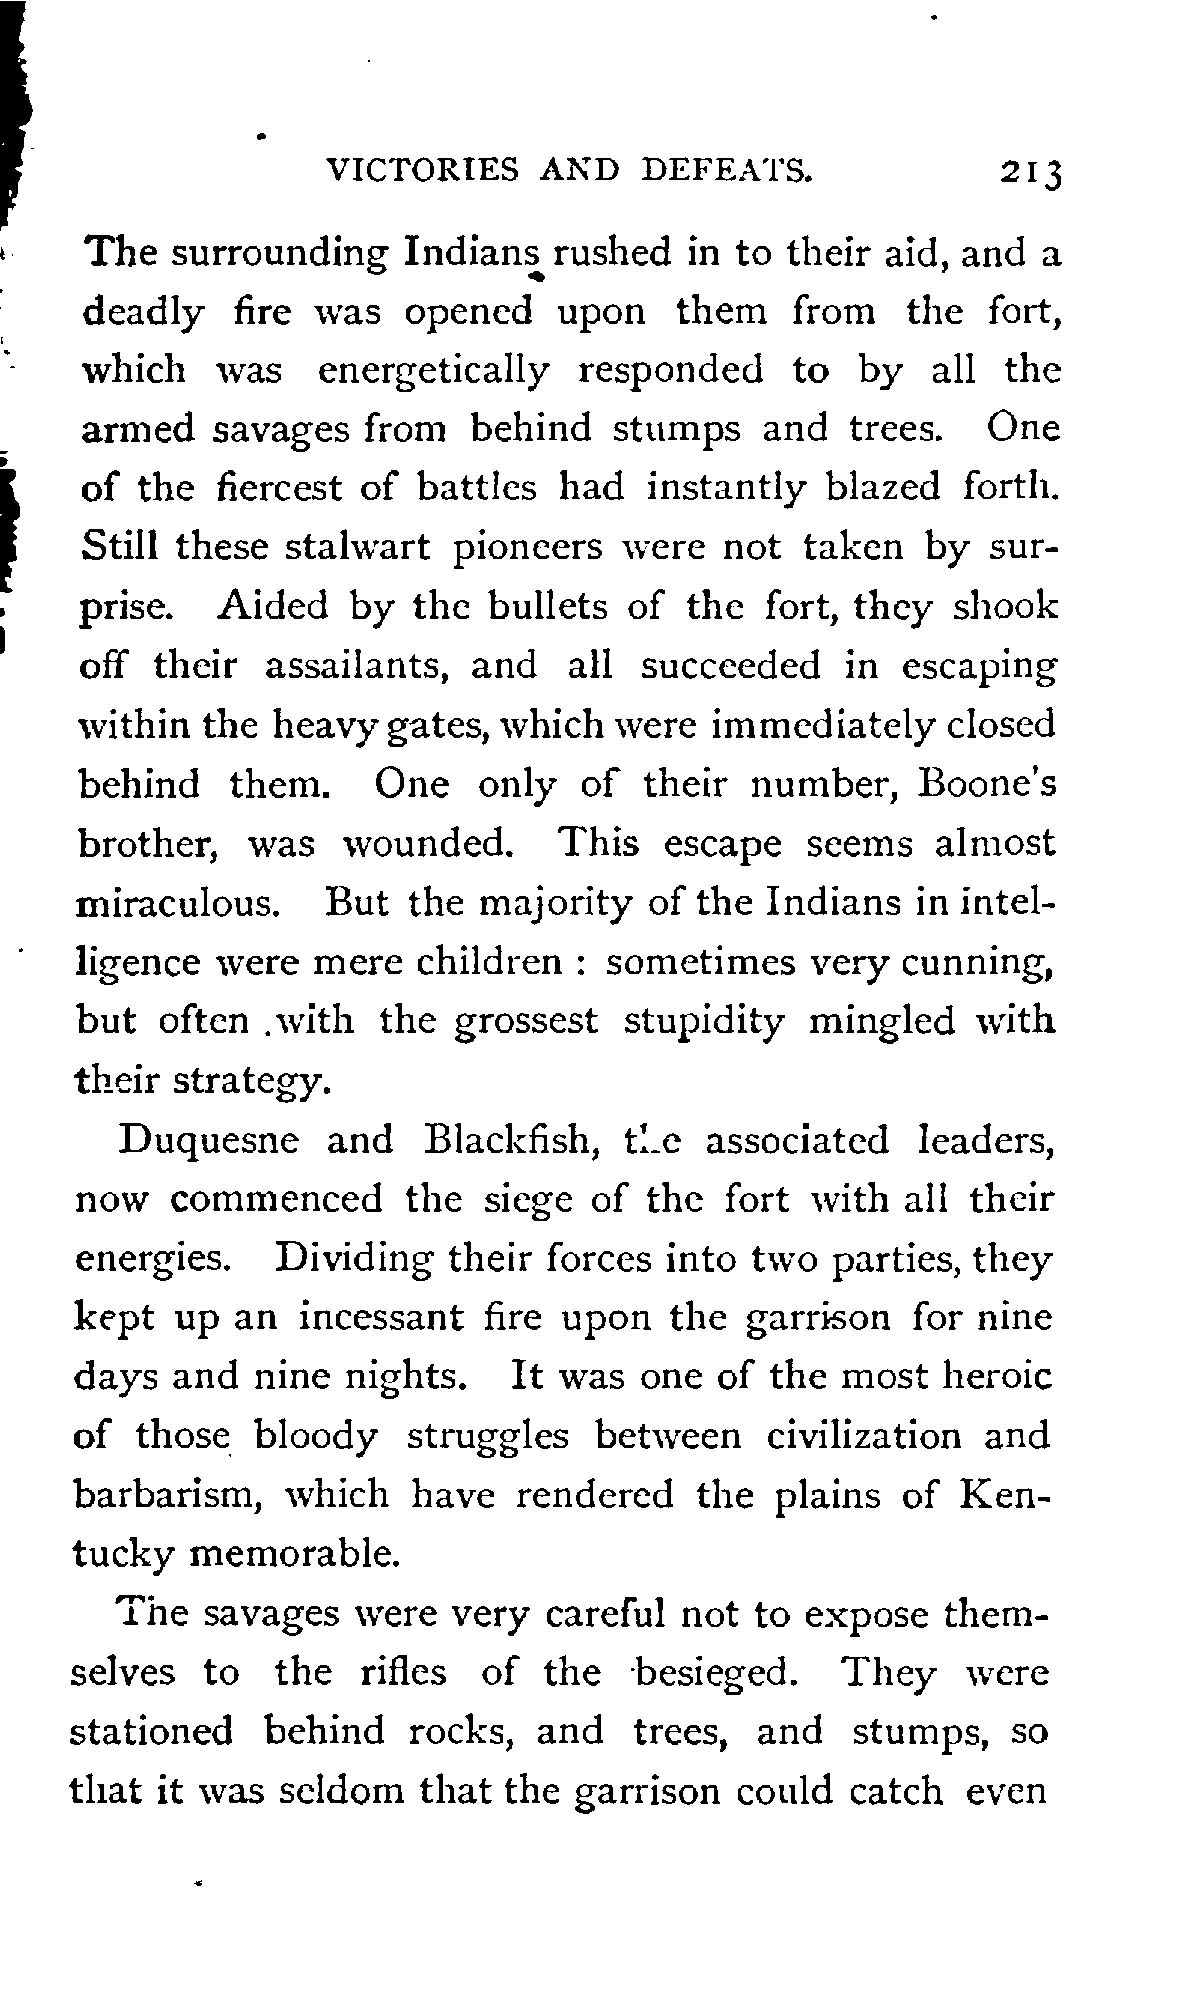 VICTORIES AND DEFEATS. 213
The surrounding Indians rushed in to their aid, and a
deadly fire was opened upon them from the fort,
which was energetically responded to by all the
armed savages from behind stumps and trees. One
of the fiercest of battles had instantly blazed forth.
Still these stalwart pioneers were not taken by sur-
prise. Aided by the bullets of the fort, they shook
off their assailants, and all succeeded in escaping
within the heavy gates, which were immediately closed
behind them. One only of their number, Boone's
brother, was wounded. This escape seems almost
miraculous. But the majority of the Indians in intel-
ligence were mere children : sometimes very cunning,
but often with the grossest stupidity mingled with
their strategy.
Duquesne and Blackfish, the associated leaders,
now commenced the siege of the fort with all their
energies. Dividing their forces into two parties, they
kept up an incessant fire upon the garrison for nine
days and nine nights. It was one of the most heroic
of those bloody struggles between civilization and
barbarism, which have rendered the plains of Ken-
tucky memorable.
The savages were very careful not to expose them-
selves to the rifles of the besieged. They were
stationed behind rocks, and trees, and stumps, so
that it was seldom that the garrison could catch even